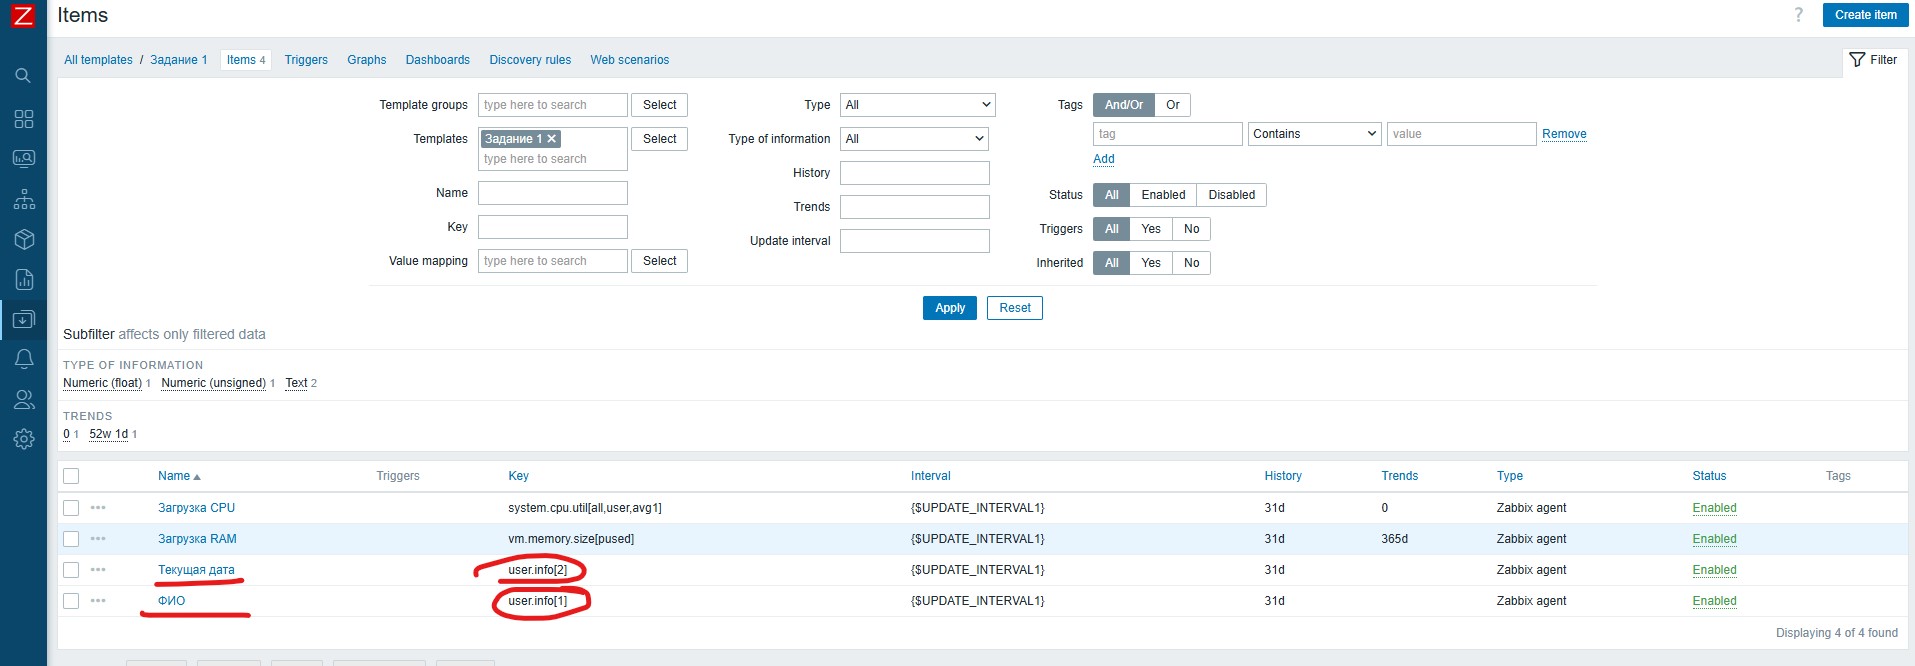 Z Items ? Create item
All templates / Задание 1 Items 4 Triggers Graphs Dashboards Discovery rules Web scenarios Filter
Template groups type here to search Select Type All Tags And/Or Or
Templates Задание 1 × Select Type of information All tag Contains value Remove
type here to search Add
History
Name Status All Enabled Disabled
Trends
Key Triggers All Yes No
Update interval
Value mapping type here to search Select Inherited All Yes No
Apply Reset
Subfilter affects only filtered data
TYPE OF INFORMATION
Numeric (float) 1 Numeric (unsigned) 1 Text 2
TRENDS
0 1 52w 1d 1
Name Triggers Key Interval History Trends Type Status Tags
Загрузка CPU system.cpu.util[all,user,avg1] {$UPDATE_INTERVAL1} 31d 0 Zabbix agent Enabled
Загрузка RAM vm.memory.size[pused] {$UPDATE_INTERVAL1} 31d 365d Zabbix agent Enabled
Текущая дата user.info[2] {$UPDATE_INTERVAL1} 31d Zabbix agent Enabled
ФИО user.info[1] {$UPDATE_INTERVAL1} 31d Zabbix agent Enabled
Displaying 4 of 4 found